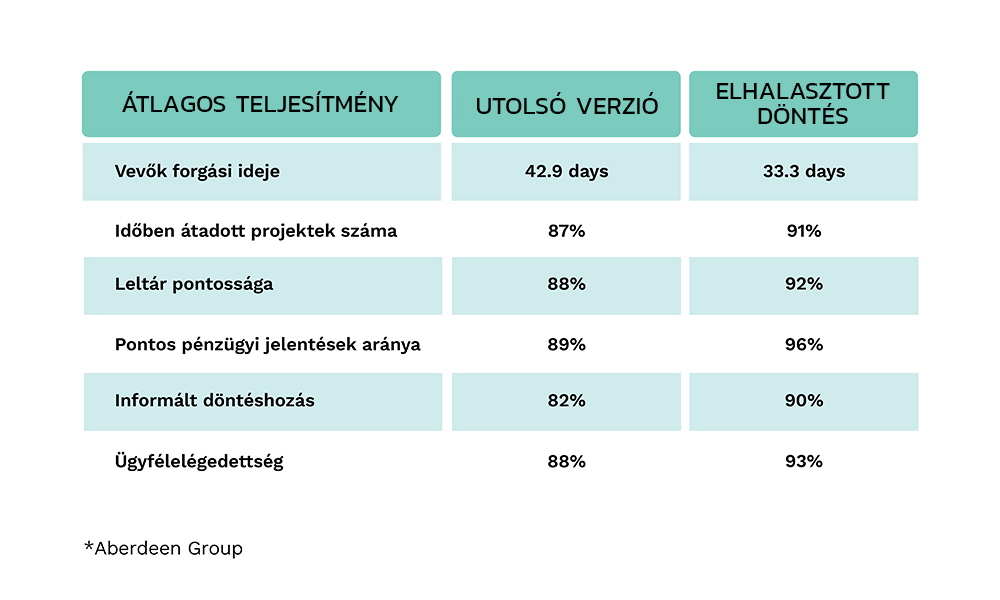 ÁTLAGOS TELJESÍTMÉNY UTOLSÓ VERZIÓ ELHALASZTOTT
DÖNTÉS
Vevők forgási ideje 42.9 days 33.3 days
Időben átadott projektek száma 87% 91%
Leltár pontossága 88% 92%
Pontos pénzügyi jelentések aránya 89% 96%
Informált döntéshozás 82% 90%
Ügyfélelégedettség 88% 93%
*Aberdeen Group